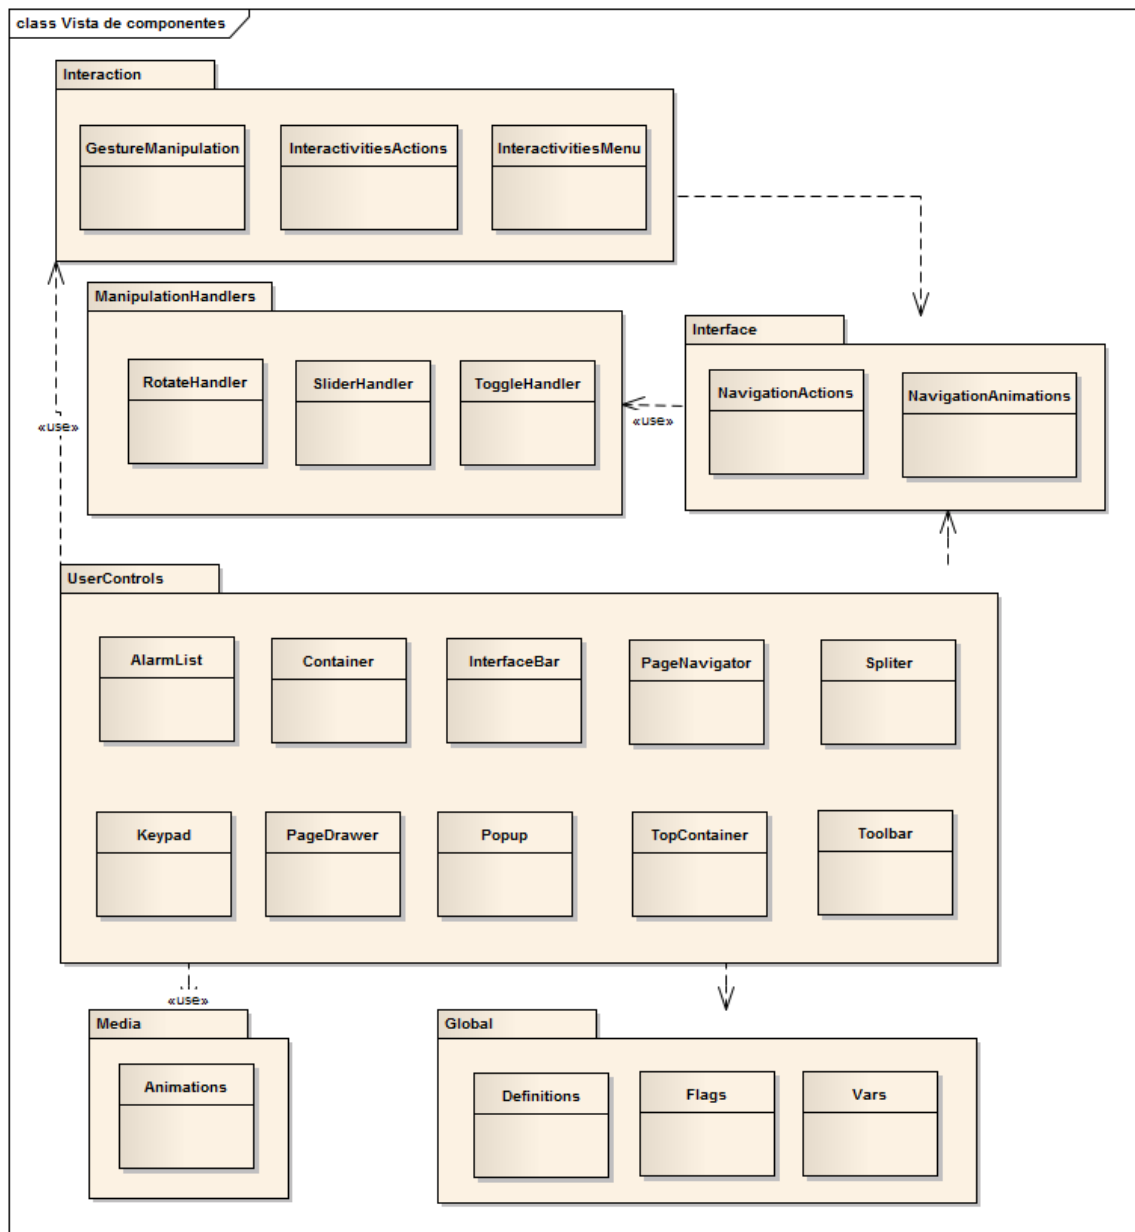 class Vista de componentes
Interaction
GestureManipulation
InteractivitiesActions
InteractivitiesMenu
ManipulationHandlers
RotateHandler
SliderHandler
ToggleHandler
Interface
NavigationActions
NavigationAnimations
«use»
«use»
UserControls
AlarmList
Container
InterfaceBar
PageNavigator
Spliter
Keypad
PageDrawer
Popup
TopContainer
Toolbar
«use»
Media
Animations
Global
Definitions
Flags
Vars